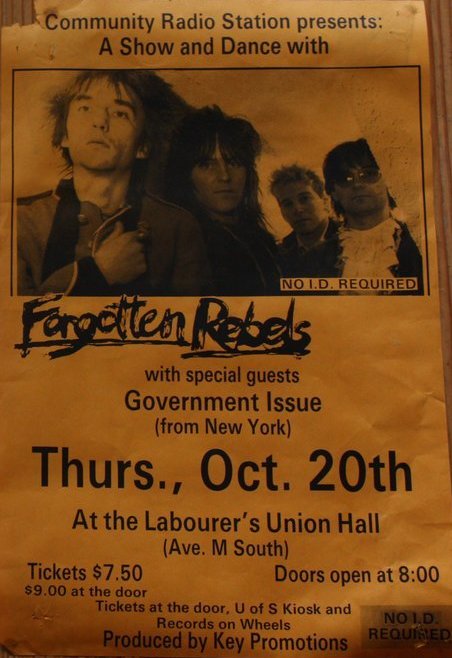 Community Radio Station presents:
A Show and Dance with
NO I.D. REQUIRED
Forgotten Rebels
with special guests
Government Issue
(from New York)
Thurs., Oct. 20th
At the Labourer's Union Hall
(Ave. M South)
Tickets $7.50 Doors open at 8:00
$9.00 at the door
Tickets at the door, U of S Kiosk and
Records on Wheels
Produced by Key Promotions
NO I.D.
REQUIRED